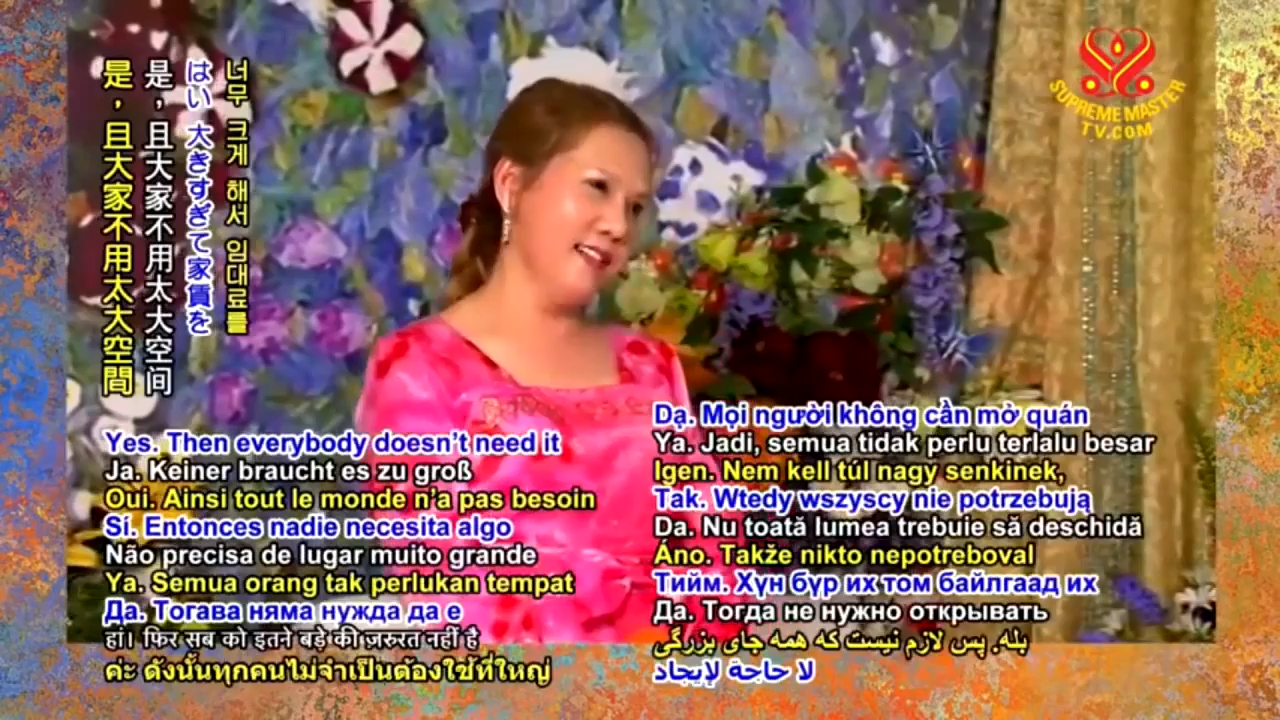 너무 크게 해서 임대료를
はい 大きすぎて家賃を
是，且大家不用太大空间
是，且大家不用太大空間
SUPREME MASTER
TV.COM
Yes. Then everybody doesn’t need it
Ja. Keiner braucht es zu groß
Oui. Ainsi tout le monde n’a pas besoin
Sí. Entonces nadie necesita algo
Não precisa de lugar muito grande
Ya. Semua orang tak perlukan tempat
Да. Тогава няма нужда да е
हाँ। फिर सब को इतने बड़े की ज़रुरत नहीं है
ค่ะ ดังนั้นทุกคนไม่จำเป็นต้องใช้ที่ใหญ่
Dạ. Mọi người không cần mở quán
Ya. Jadi, semua tidak perlu terlalu besar
Igen. Nem kell túl nagy senkinek,
Tak. Wtedy wszyscy nie potrzebują
Da. Nu toată lumea trebuie să deschidă
Áno. Takže nikto nepotreboval
Тийм. Хүн бүр их том байлгаад их
Да. Тогда не нужно открывать
بله. پس لازم نیست که همه جای بزرگی
لا حاجة لإيجاد